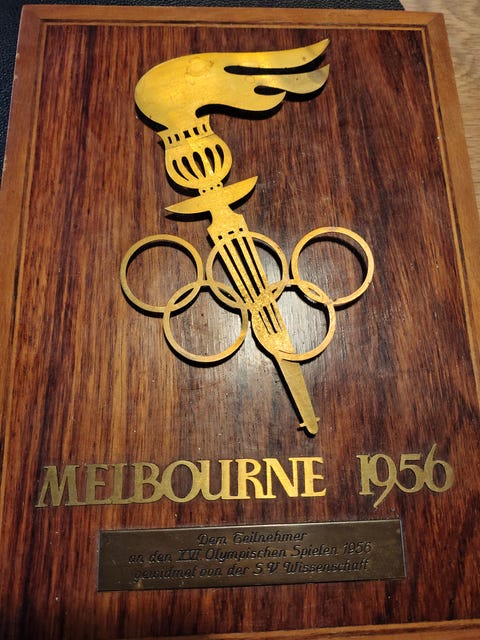 MELBOURNE 1956
Dem Teilnehmer
an den XVI Olympischen Spielen 1956
gewidmet von der S V Wissenschaft